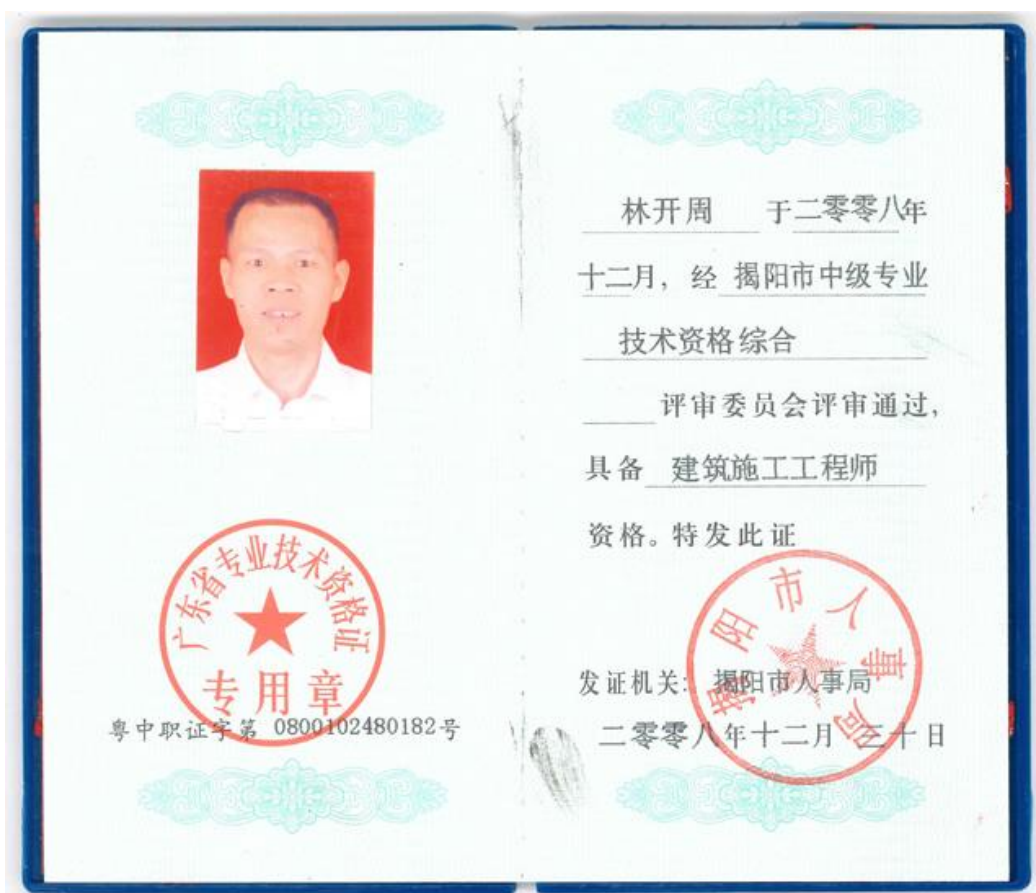 广东省专业技术资格证
专用章
粤中职证字第 0800102480182号
林开周 于二零零八年
十二月，经 揭阳市中级专业
技术资格综合
评审委员会评审通过，
具备 建筑施工工程师
资格。特发此证
揭阳市人事局
发证机关：揭阳市人事局
二零零八年十二月三十日